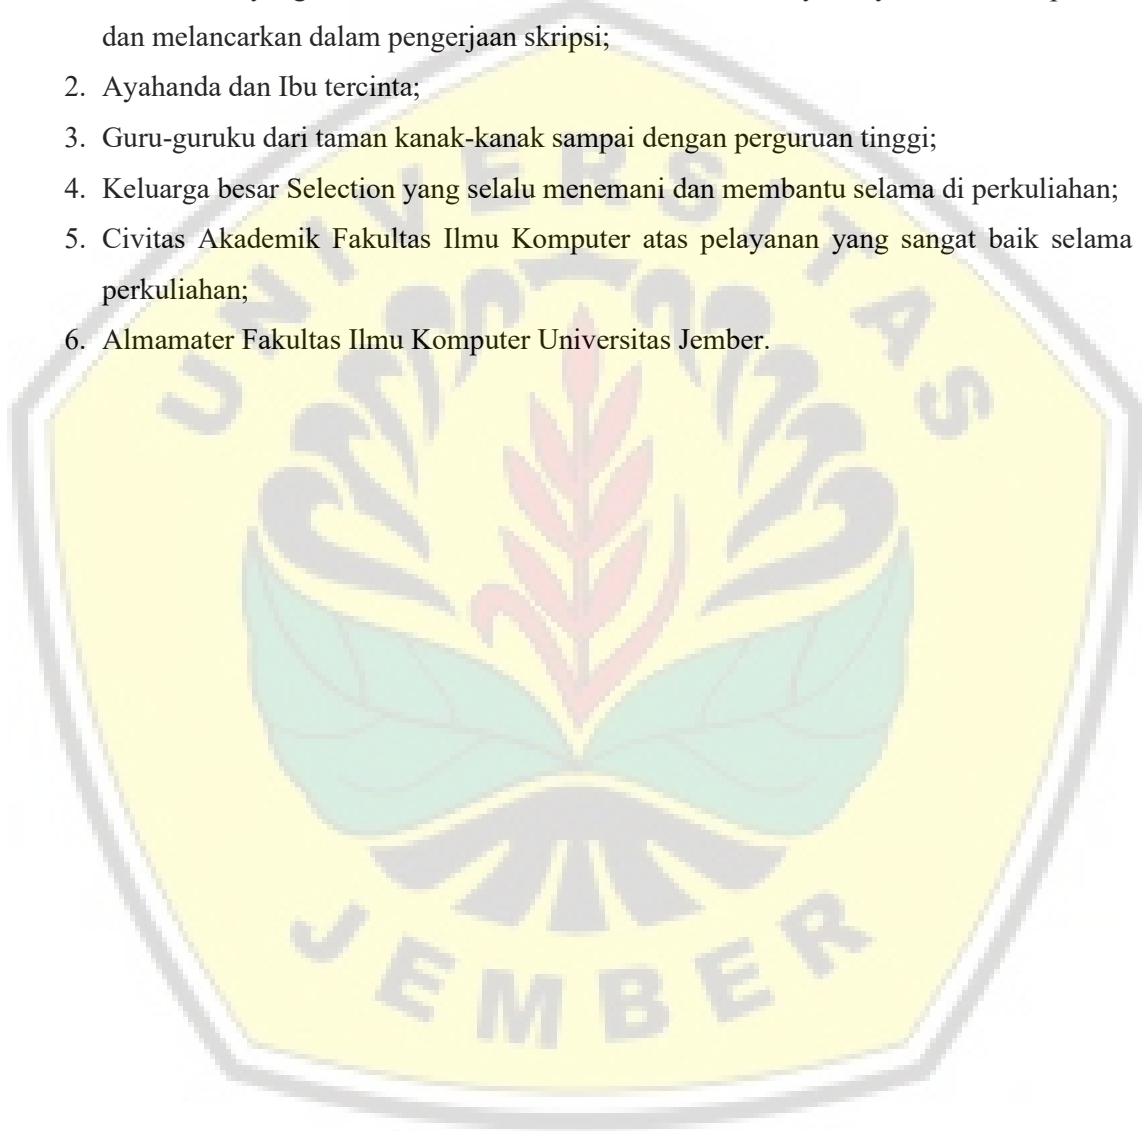 dan melancarkan dalam pengerjaan skripsi;
2. Ayahanda dan Ibu tercinta;
3. Guru-guruku dari taman kanak-kanak sampai dengan perguruan tinggi;
4. Keluarga besar Selection yang selalu menemani dan membantu selama di perkuliahan;
5. Civitas Akademik Fakultas Ilmu Komputer atas pelayanan yang sangat baik selama
perkuliahan;
6. Almamater Fakultas Ilmu Komputer Universitas Jember.
UNIVERSITAS
JEMBER